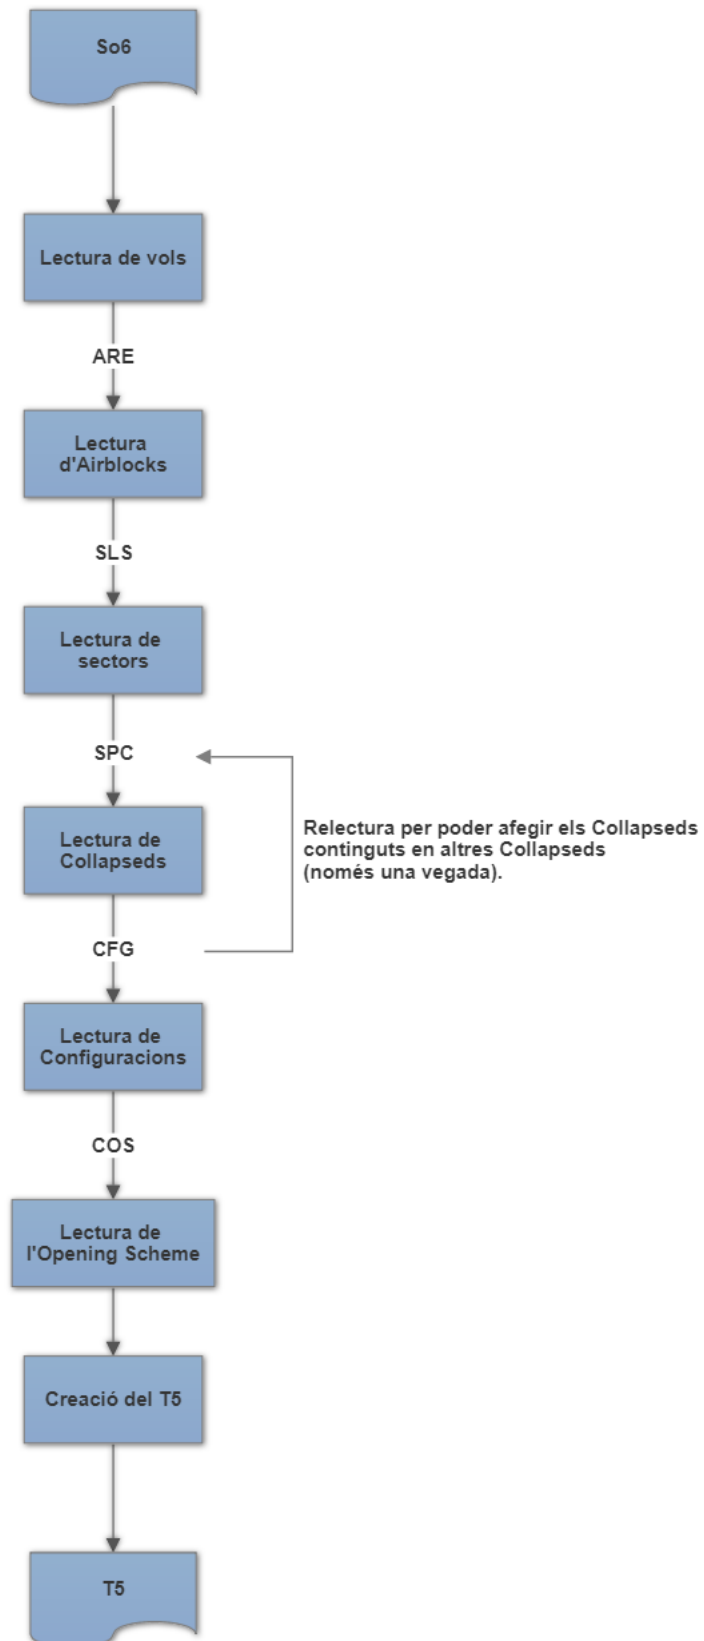 So6
Lectura de vols
ARE
Lectura
d'Airblocks
SLS
Lectura de
sectors
SPC
Lectura de
Collapseds
Relectura per poder afegir els Collapseds
continguts en altres Collapseds
(només una vegada).
CFG
Lectura de
Configuracions
COS
Lectura de
l'Opening Scheme
Creació del T5
T5